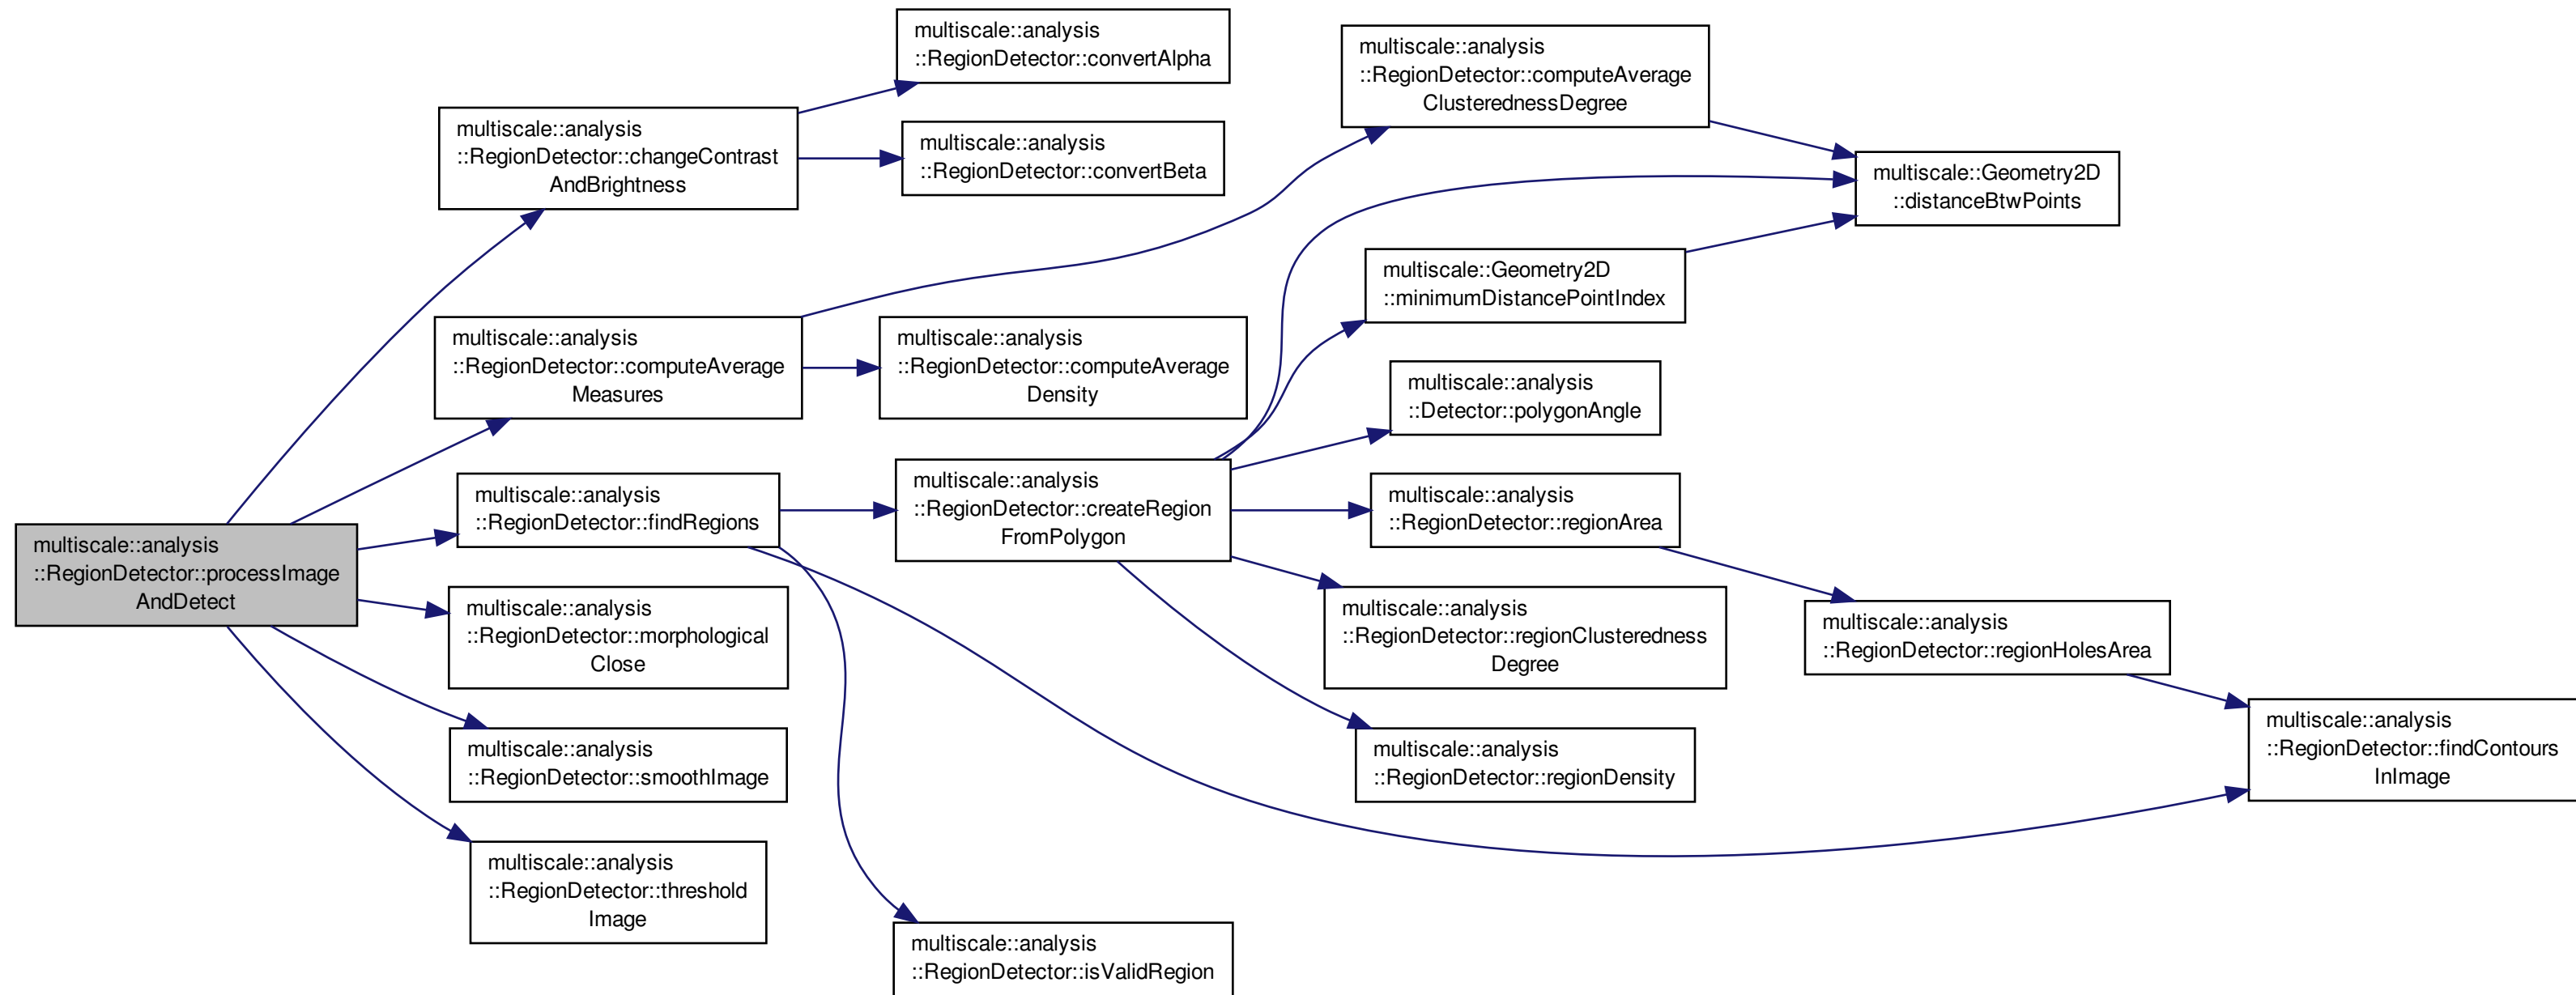 multiscale::analysis
::RegionDetector::processImage
AndDetect
multiscale::analysis
::RegionDetector::changeContrast
AndBrightness
multiscale::analysis
::RegionDetector::convertAlpha
multiscale::analysis
::RegionDetector::convertBeta
multiscale::analysis
::RegionDetector::computeAverage
Measures
multiscale::analysis
::RegionDetector::computeAverage
ClusterednessDegree
multiscale::Geometry2D
::distanceBtwPoints
multiscale::analysis
::RegionDetector::computeAverage
Density
multiscale::analysis
::RegionDetector::findRegions
multiscale::analysis
::RegionDetector::createRegion
FromPolygon
multiscale::Geometry2D
::minimumDistancePointIndex
multiscale::analysis
::Detector::polygonAngle
multiscale::analysis
::RegionDetector::regionArea
multiscale::analysis
::RegionDetector::regionClusteredness
Degree
multiscale::analysis
::RegionDetector::regionDensity
multiscale::analysis
::RegionDetector::regionHolesArea
multiscale::analysis
::RegionDetector::findContours
InImage
multiscale::analysis
::RegionDetector::isValidRegion
multiscale::analysis
::RegionDetector::morphological
Close
multiscale::analysis
::RegionDetector::smoothImage
multiscale::analysis
::RegionDetector::threshold
Image